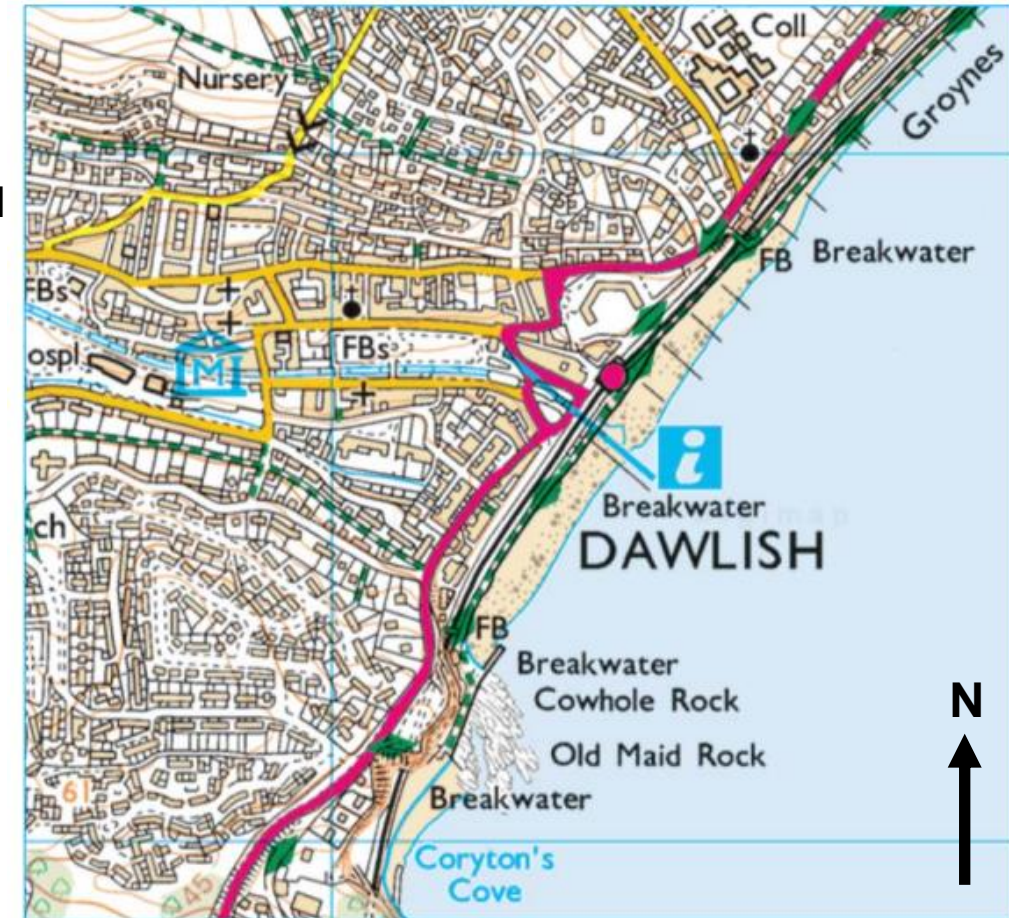 Coll
Nursery
Groynes
FB
Breakwater
FBs
ospl
M
FBs
i
Breakwater
DAWLISH
ch
FB
Breakwater
Cowhole Rock
Old Maid Rock
N
61
Breakwater
Coryton's
Cove
45